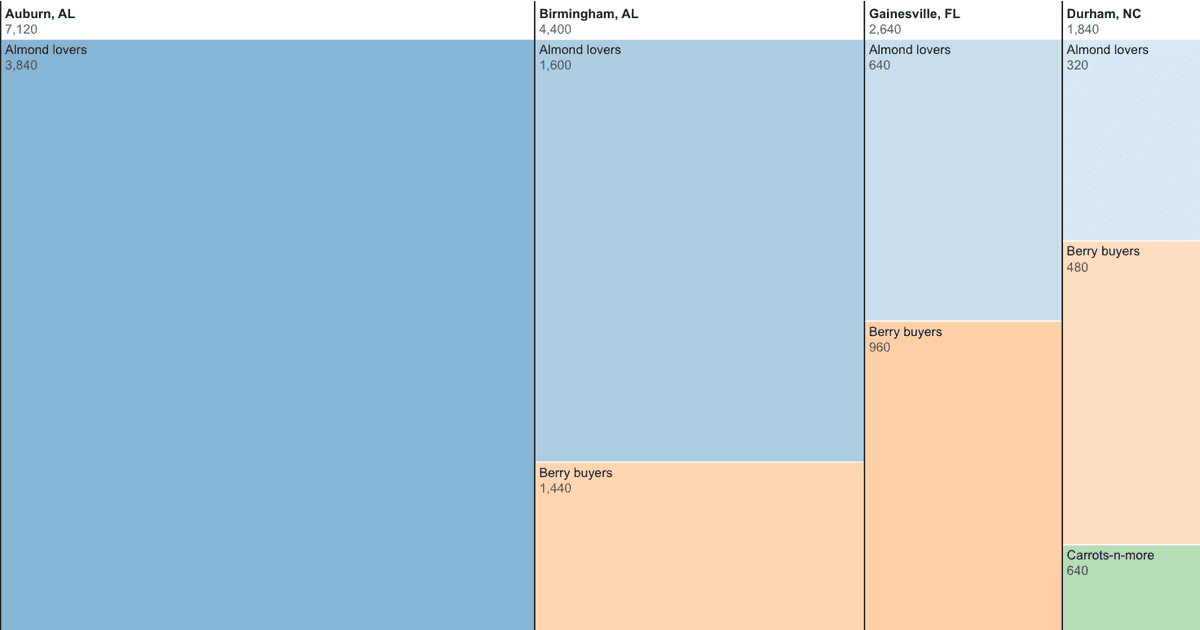 Auburn, AL
7,120
Almond lovers
3,840
Birmingham, AL
4,400
Almond lovers
1,600
Berry buyers
1,440
Gainesville, FL
2,640
Almond lovers
640
Berry buyers
960
Durham, NC
1,840
Almond lovers
320
Berry buyers
480
Carrots-n-more
640